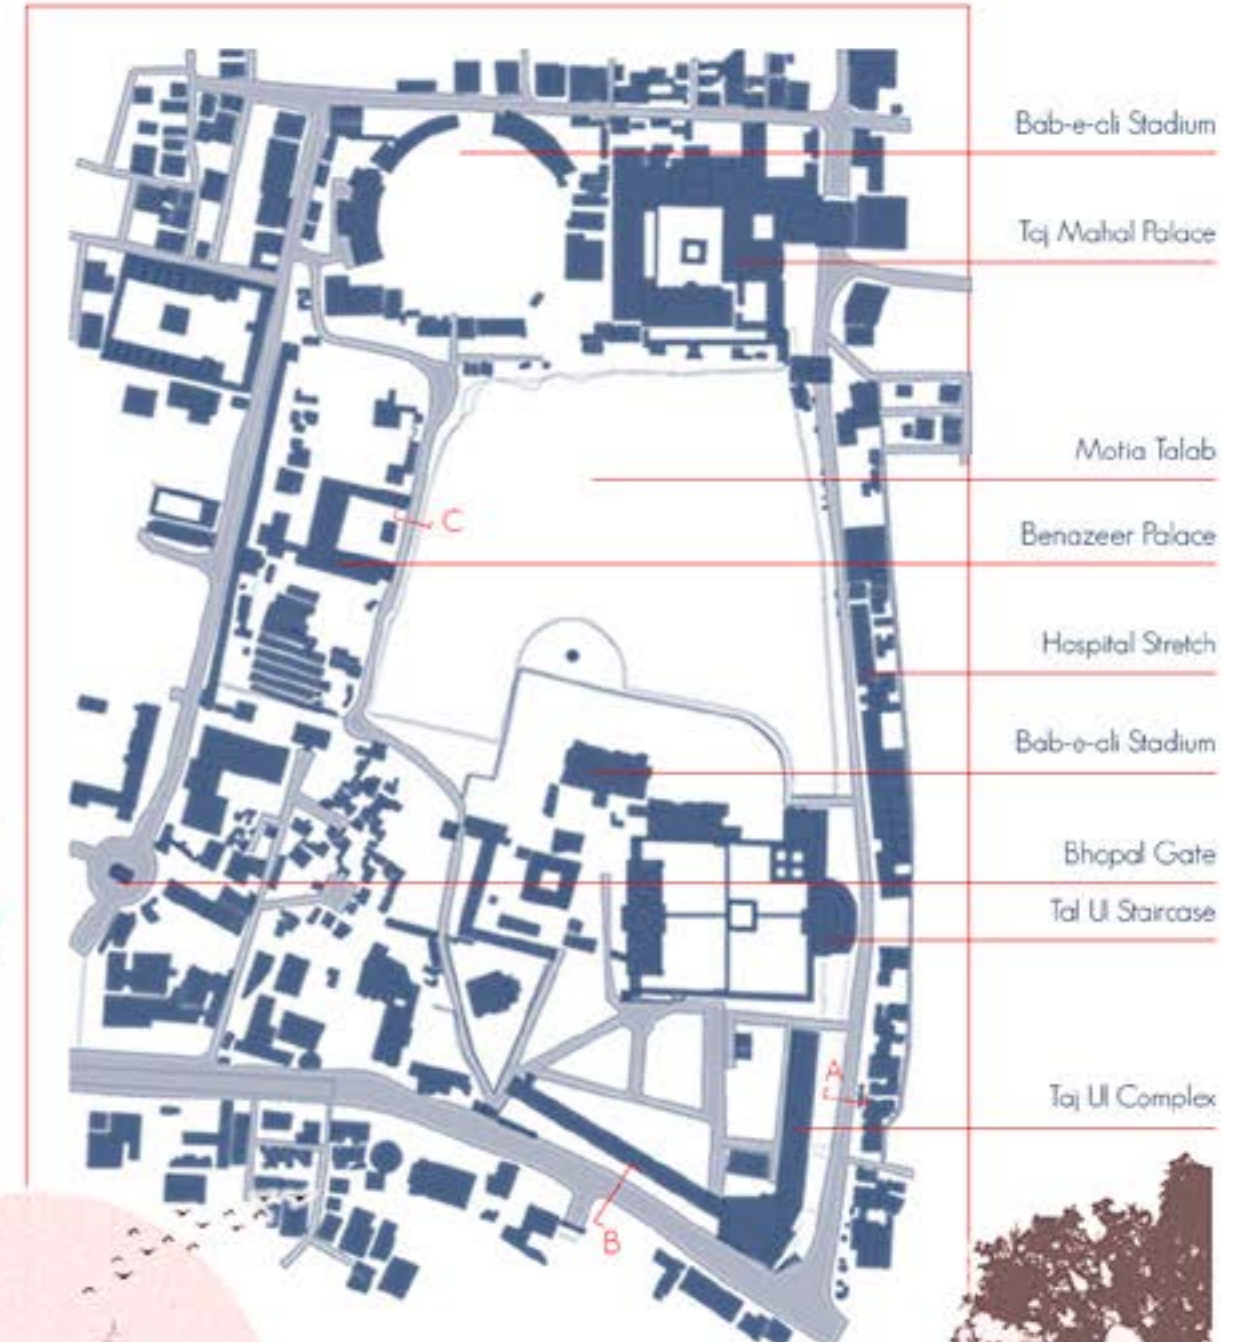 Bab-e-ali Stadium
Taj Mahal Palace
Motia Talab
C
Benazeer Palace
Hospital Stretch
Bab-e-ali Stadium
Bhopal Gate
Tal Ul Staircase
A
Taj Ul Complex
B